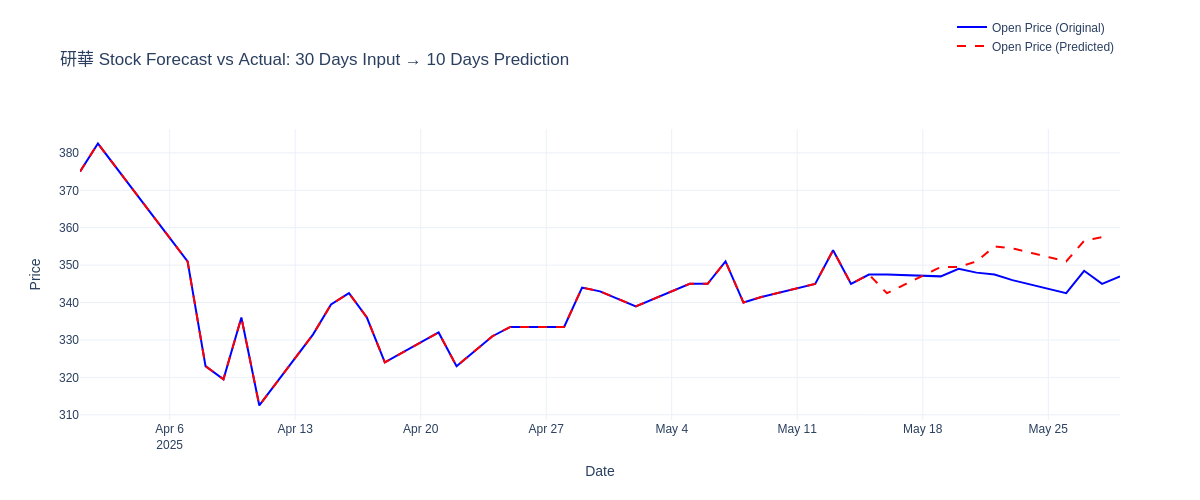 Open Price (Original)
Open Price (Predicted)
研華 Stock Forecast vs Actual: 30 Days Input → 10 Days Prediction
380
370
360
350
340
330
320
310
Price
Apr 6
2025
Apr 13
Apr 20
Apr 27
May 4
May 11
May 18
May 25
Date